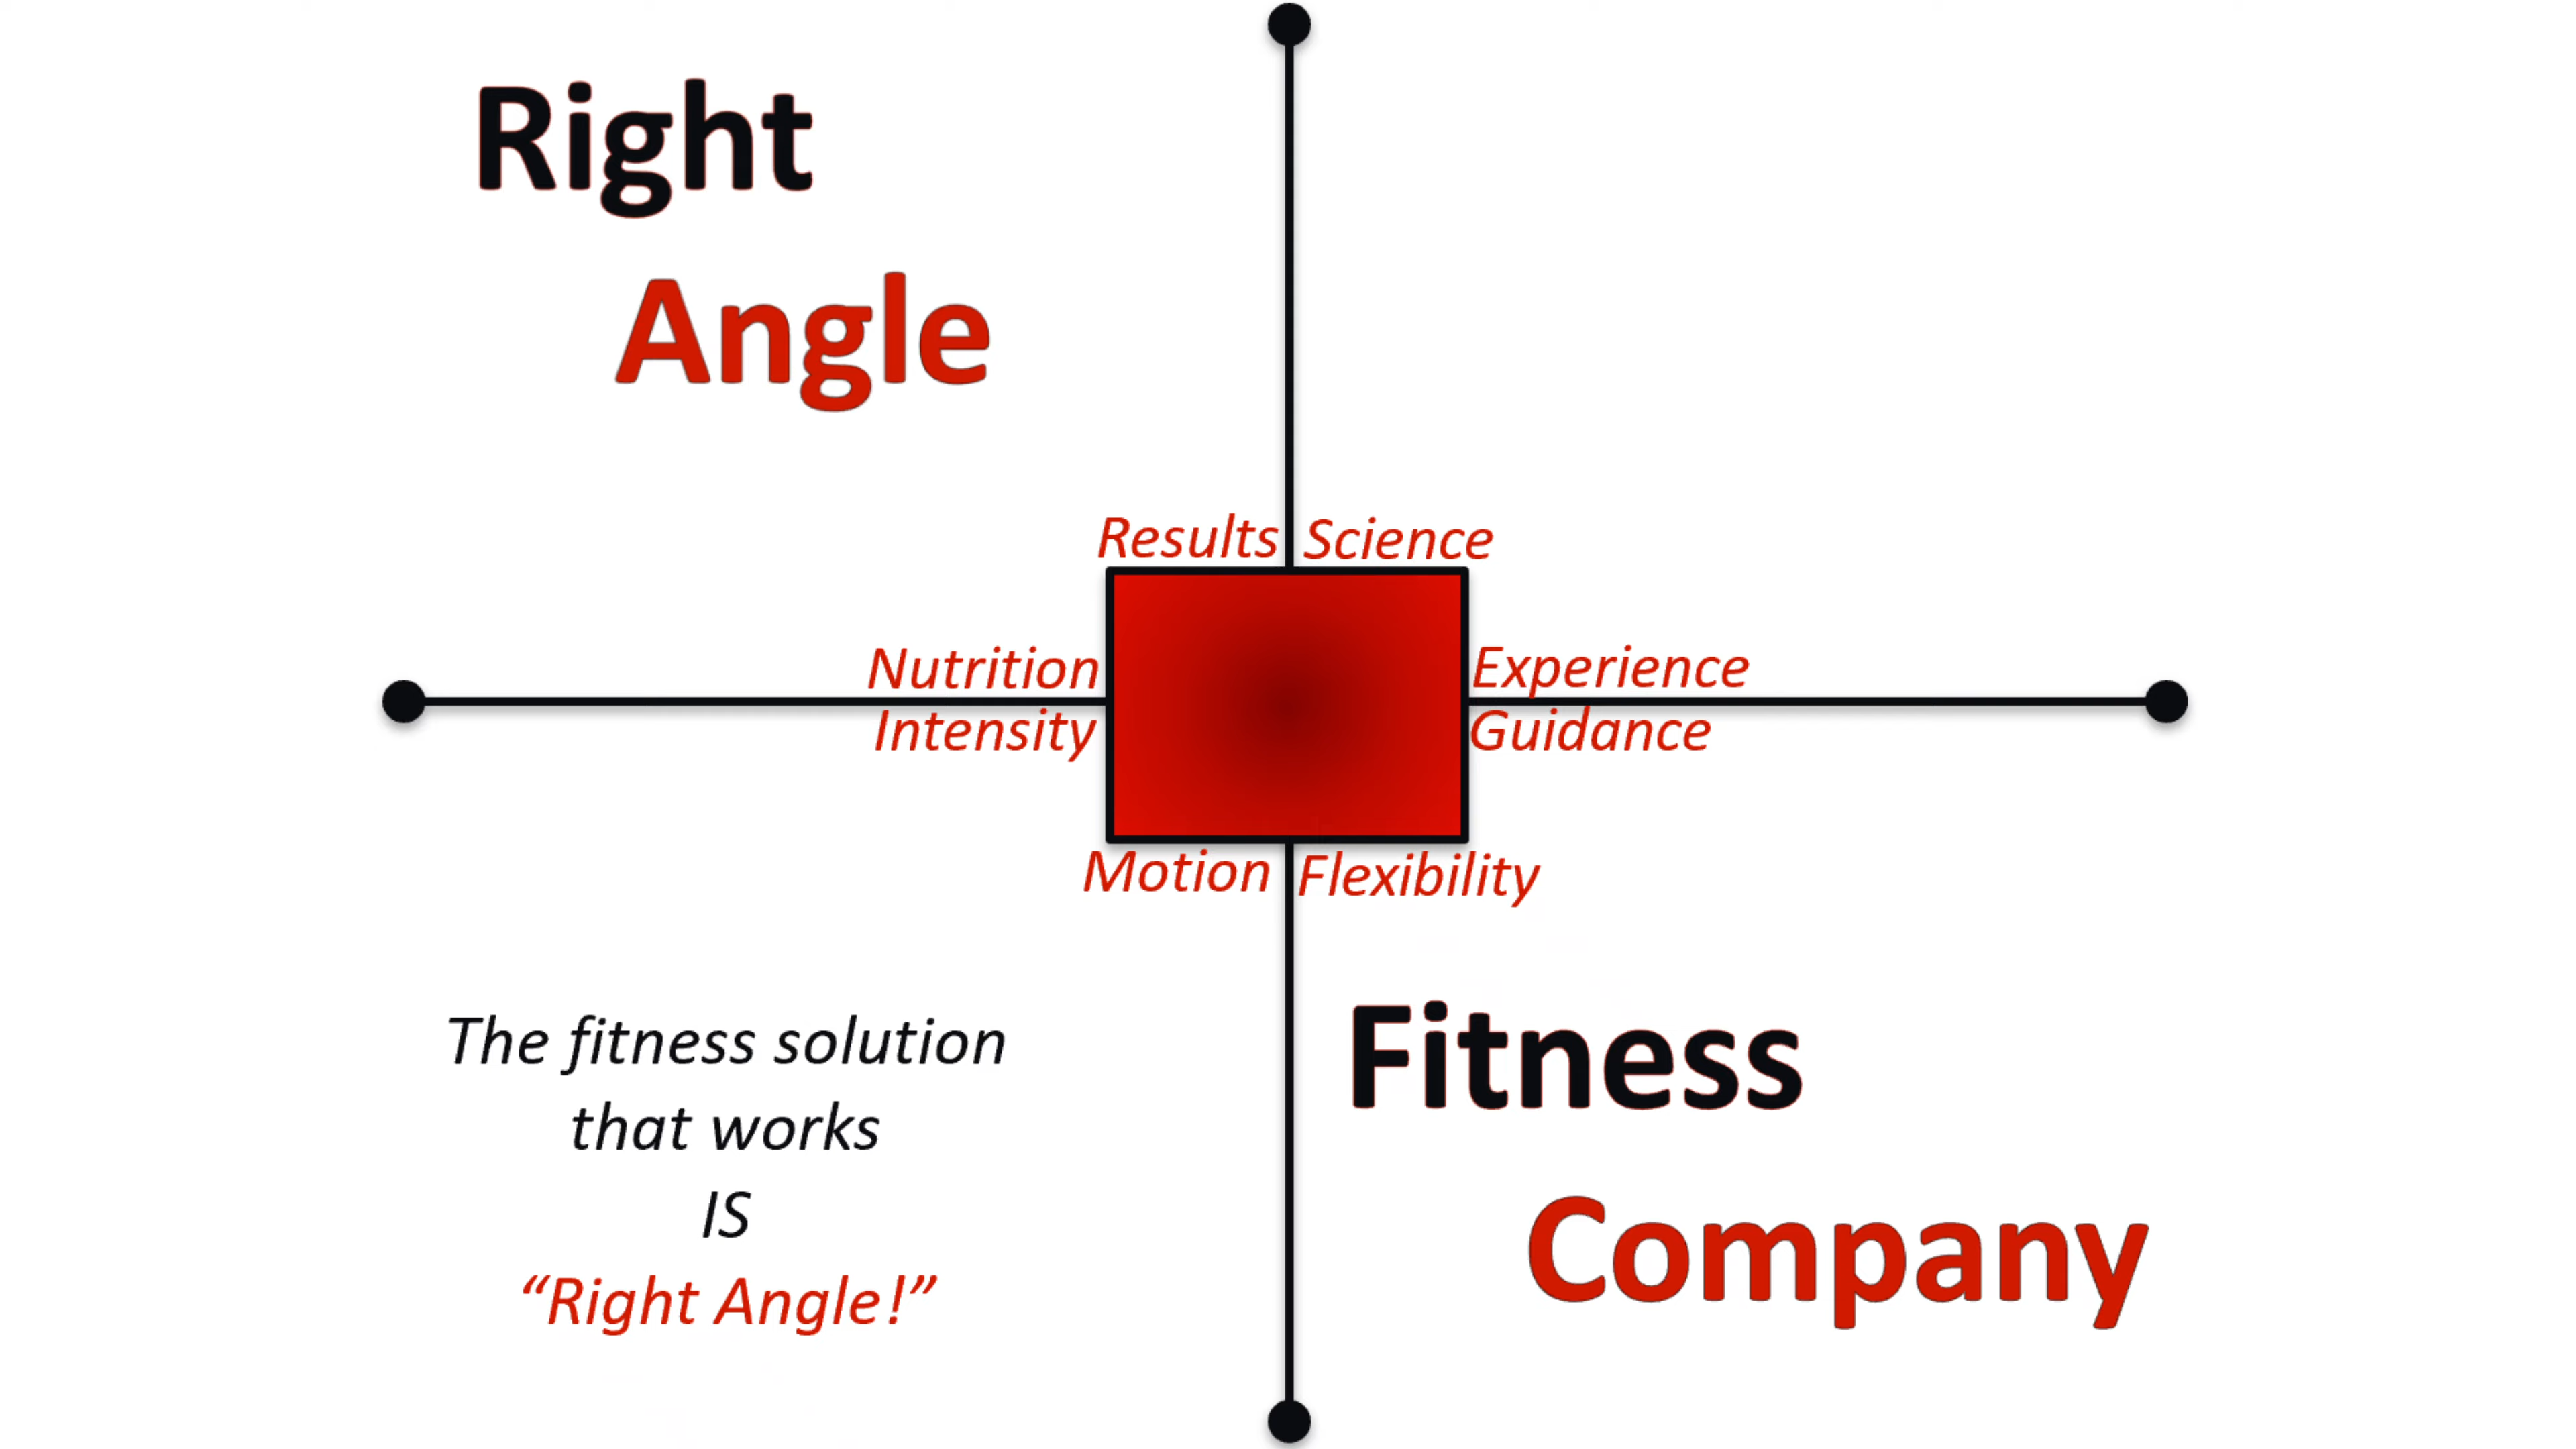 Right
Angle
Results Science
Nutrition Experience
Intensity Guidance
Motion Flexibility
The fitness solution
that works
IS
“Right Angle!”
Fitness
Company